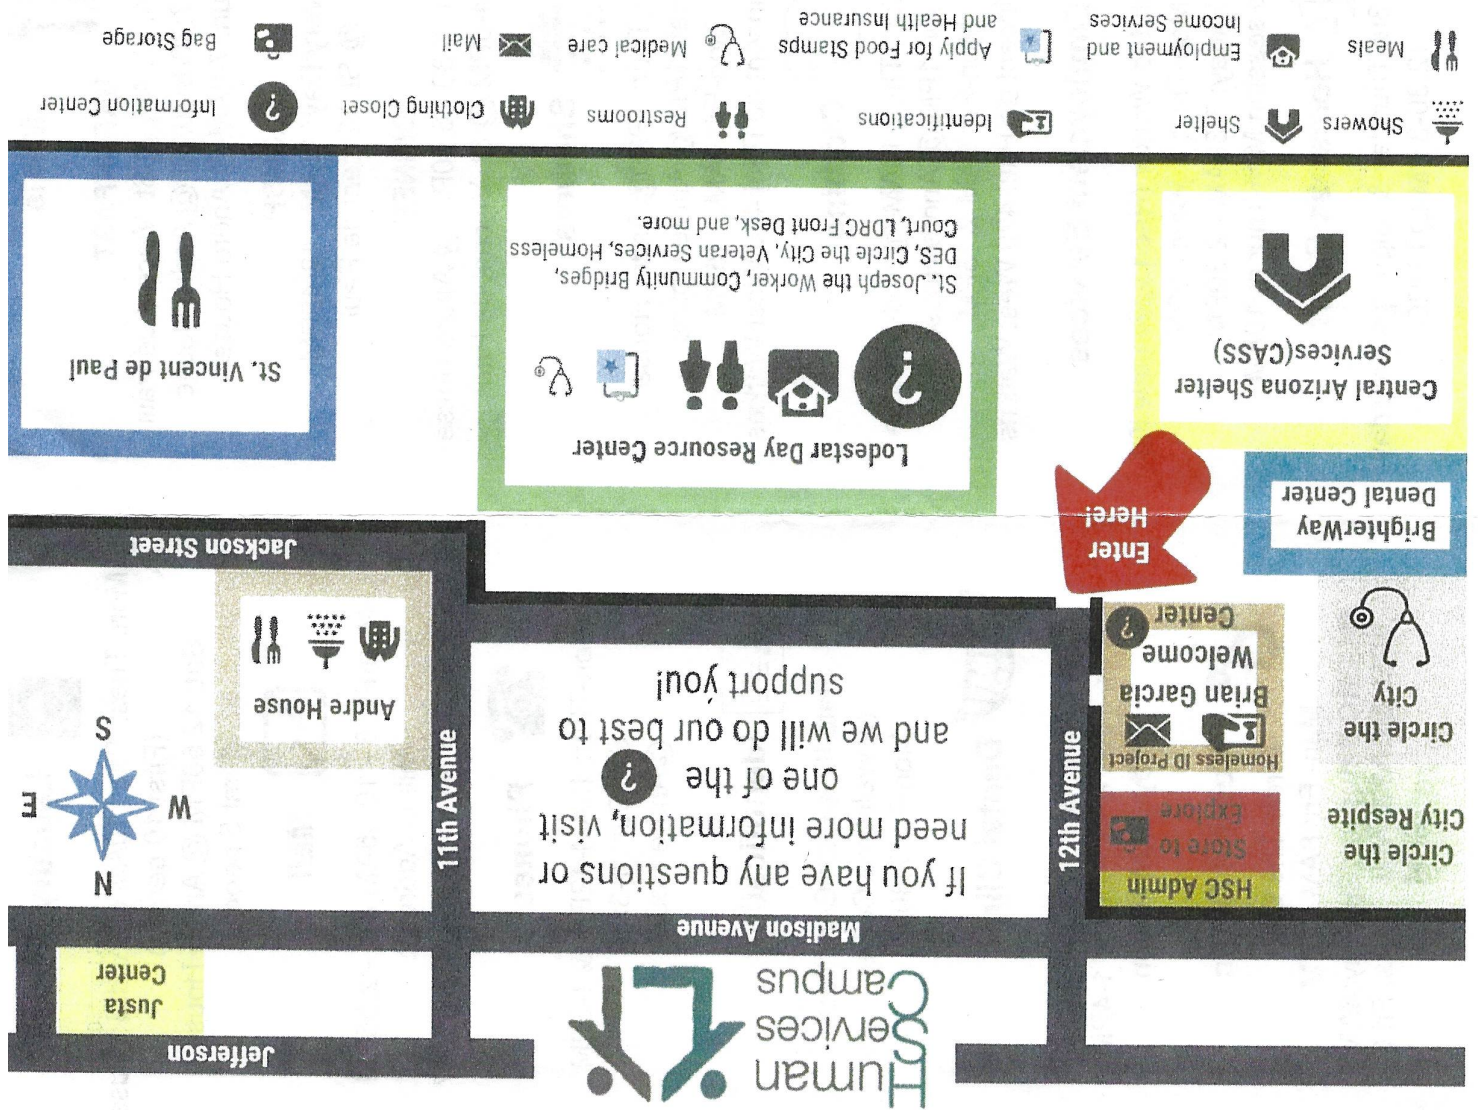 Human
Services
Campus
Jefferson
Justa
Center
Madison Avenue
HSC Admin
Store to
Explore
Homeless ID Project
Brian Garcia
Welcome
Center
?
Circle the
City Respite
Circle the
City
12th Avenue
If you have any questions or
need more information, visit
one of the ?
and we will do our best to
support you!
11th Avenue
N
W
E
S
Andre House
Jackson Street
Enter
Here!
BrighterWay
Dental Center
Central Arizona Shelter
Services(CASS)
Lodestar Day Resource Center
?
St. Joseph the Worker, Community Bridges,
DES, Circle the City, Veteran Services, Homeless
Court, LDRC Front Desk, and more.
St. Vincent de Paul
Showers
Shelter
Identifications
Restrooms
Clothing Closet
?
Information Center
Meals
Employment and
Income Services
Apply for Food Stamps
and Health Insurance
Medical care
Mail
Bag Storage